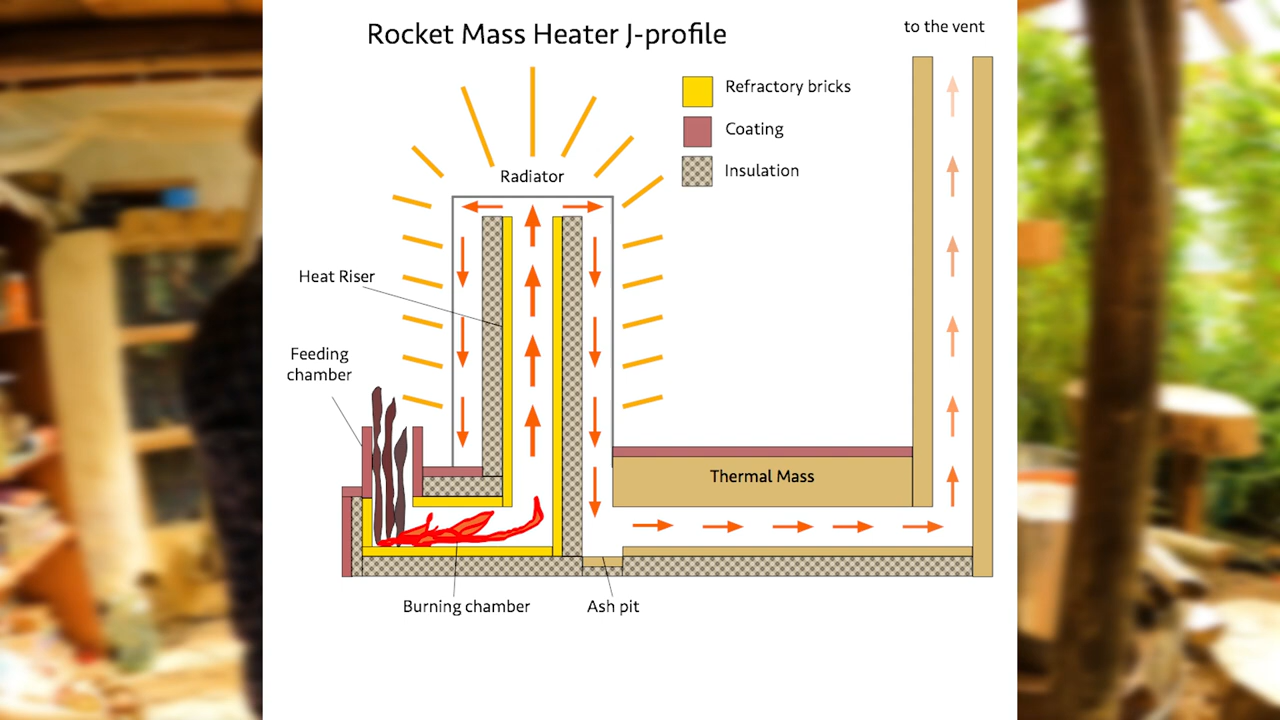 Rocket Mass Heater J-profile
to the vent
Refractory bricks
Coating
Insulation
Radiator
Heat Riser
Feeding
chamber
Thermal Mass
Burning chamber
Ash pit